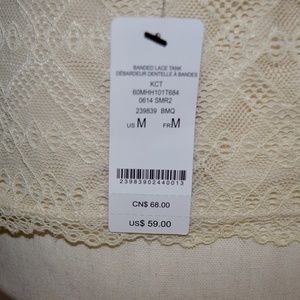 BANDED LACE TANK
DÉBARDEUR DENTELLE À BANDES
KCT
60MHH101T684
0614 SMR2
239839 BMQ
US M FR M
23983902440013
CN$ 68.00
US$ 59.00